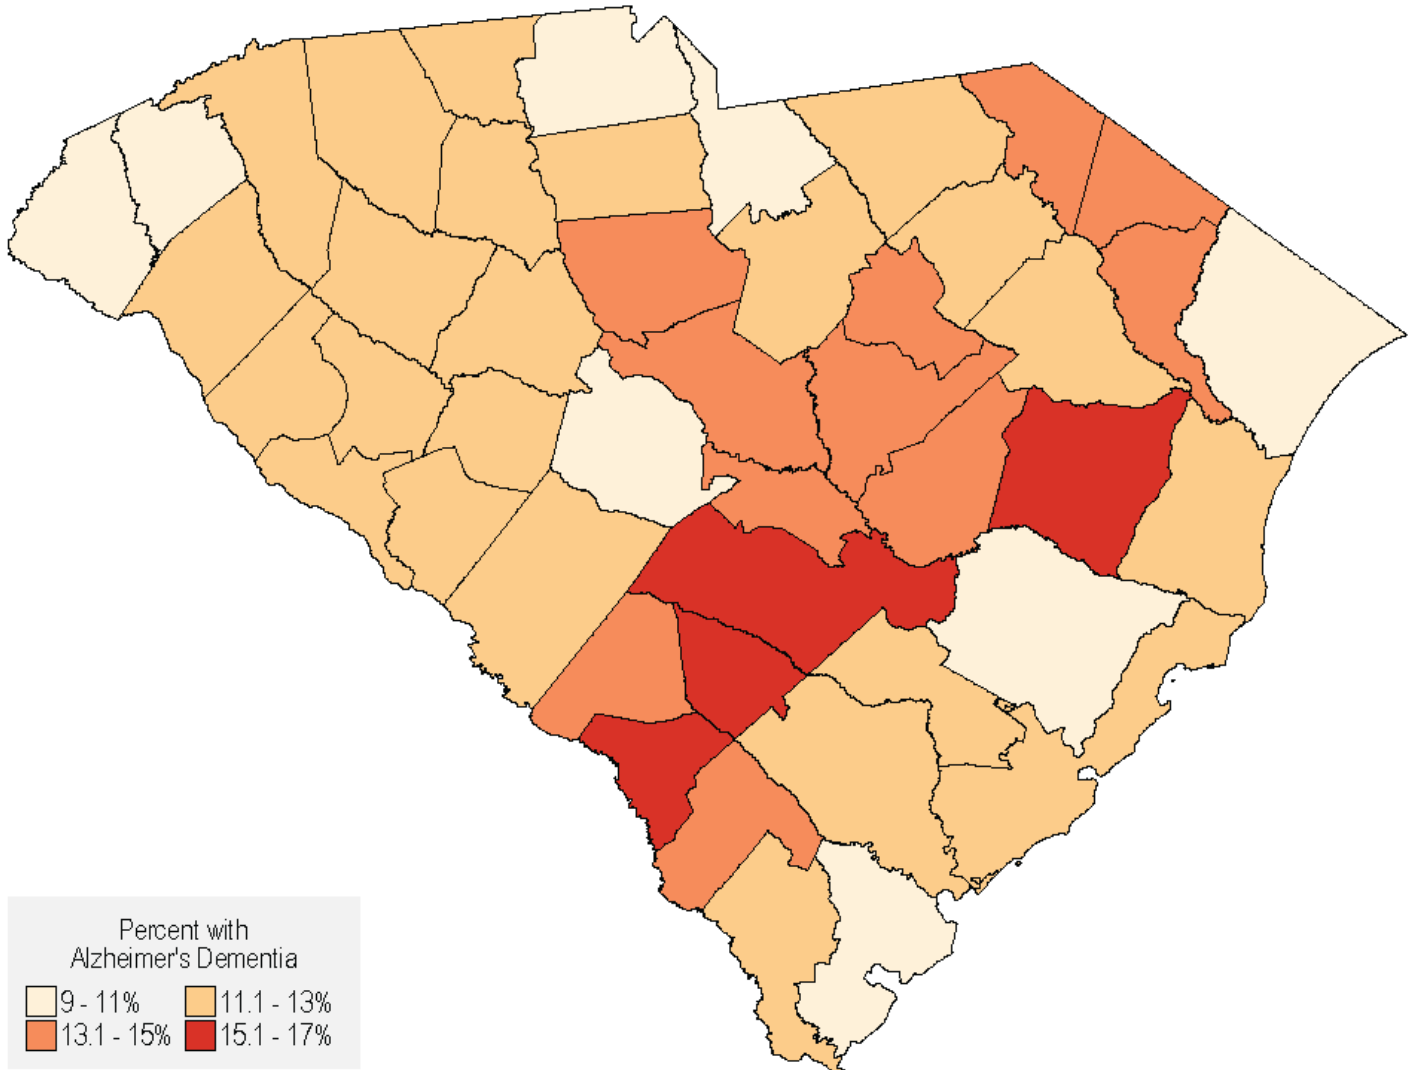 Percent with
Alzheimer's Dementia
9 - 11% 11.1 - 13%
13.1 - 15% 15.1 - 17%